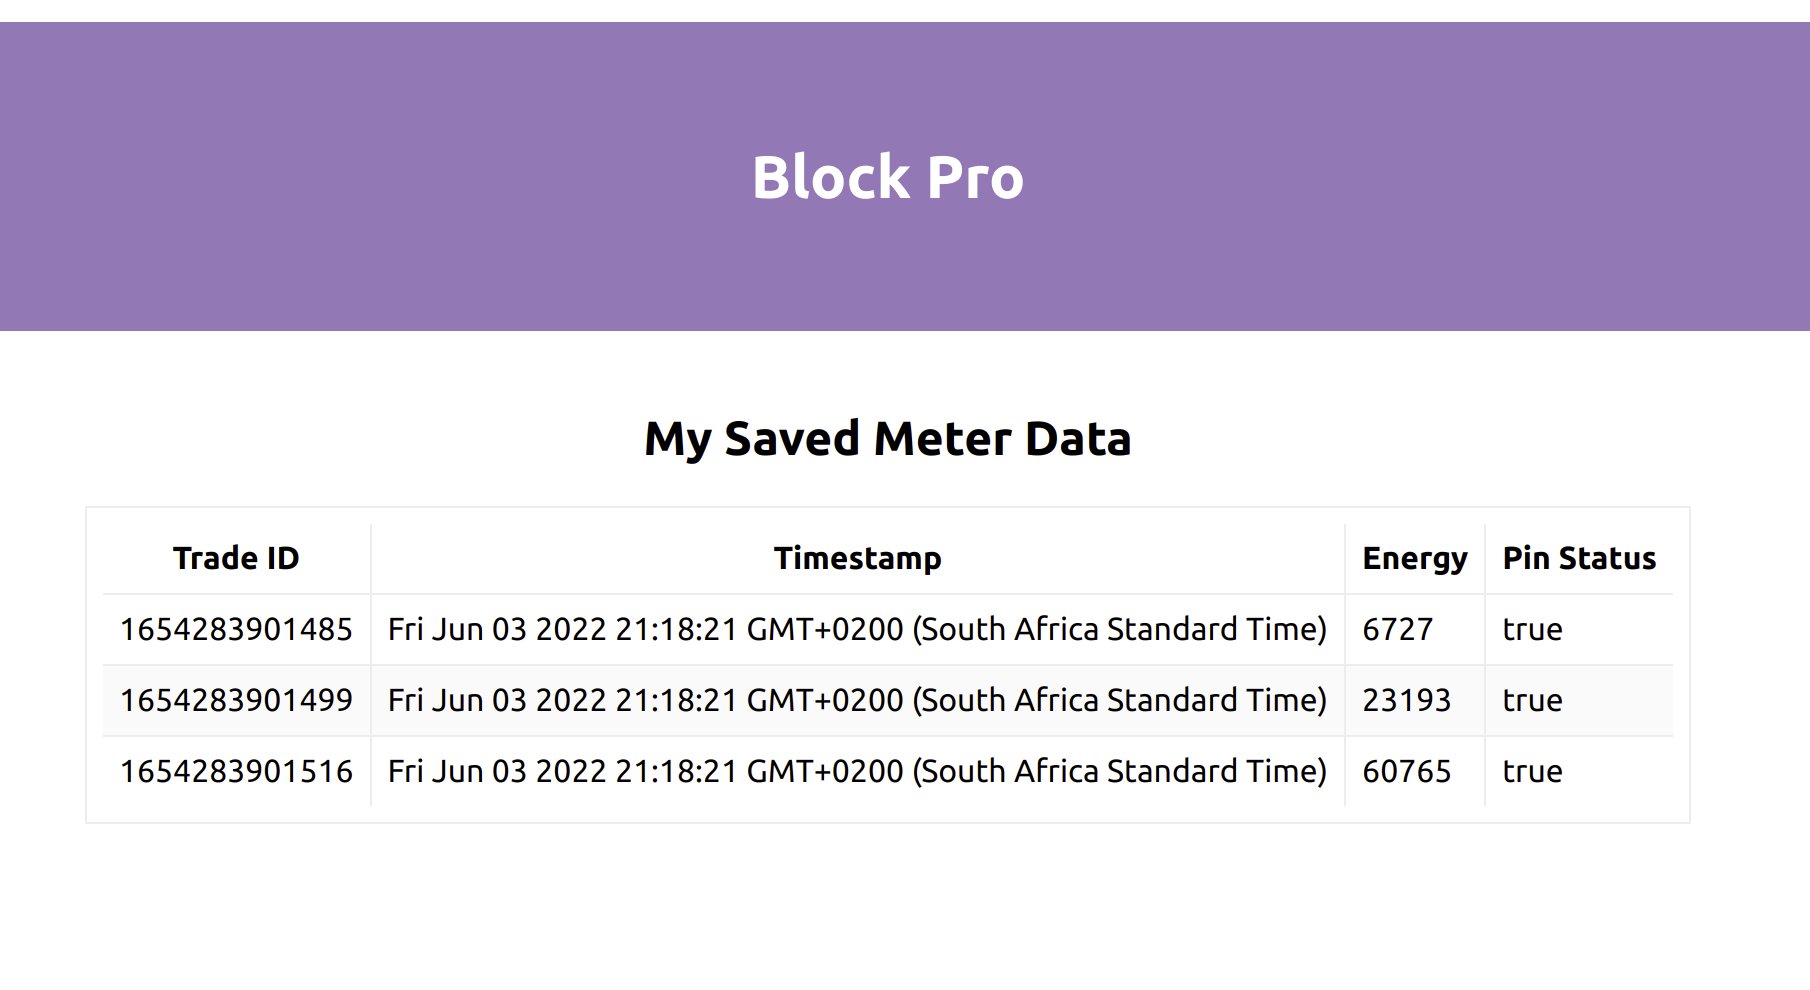 Block Pro
My Saved Meter Data
Trade ID Timestamp Energy Pin Status
1654283901485 Fri Jun 03 2022 21:18:21 GMT+0200 (South Africa Standard Time) 6727 true
1654283901499 Fri Jun 03 2022 21:18:21 GMT+0200 (South Africa Standard Time) 23193 true
1654283901516 Fri Jun 03 2022 21:18:21 GMT+0200 (South Africa Standard Time) 60765 true